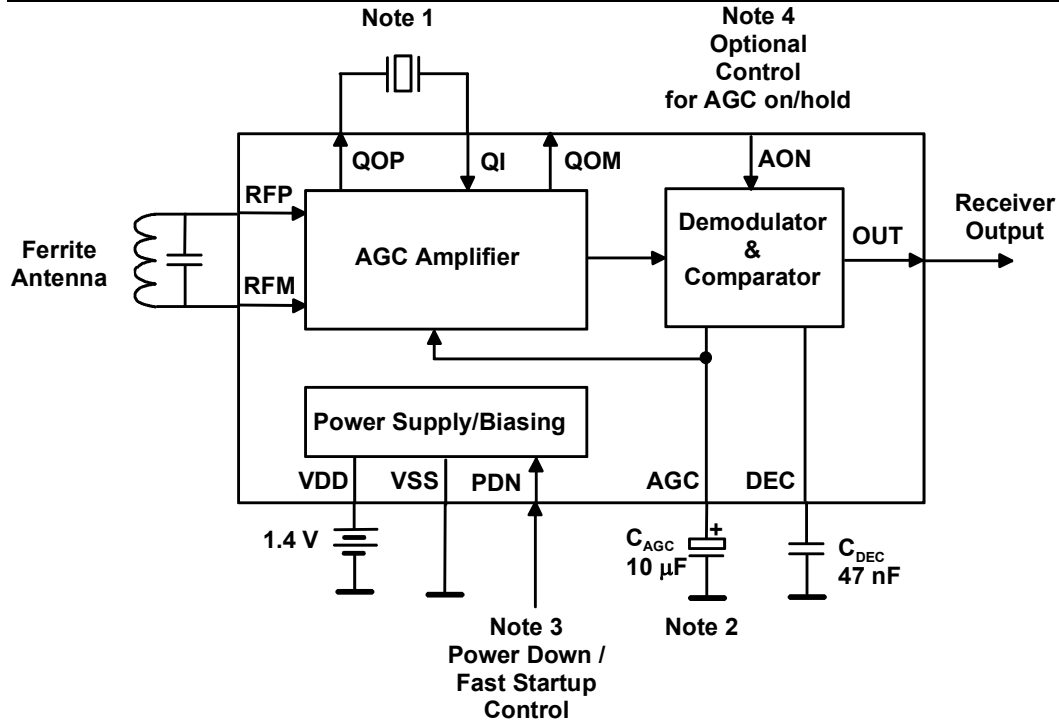 Note 1
Note 4
Optional
Control
for AGC on/hold
QOP
QI
QOM
AON
RFP
RFM
Ferrite
Antenna
AGC Amplifier
Demodulator
&
Comparator
OUT
Receiver
Output
Power Supply/Biasing
VDD
VSS
PDN
AGC
DEC
1.4 V
+
CAGC
10 μF
CDEC
47 nF
Note 3
Power Down /
Fast Startup
Control
Note 2